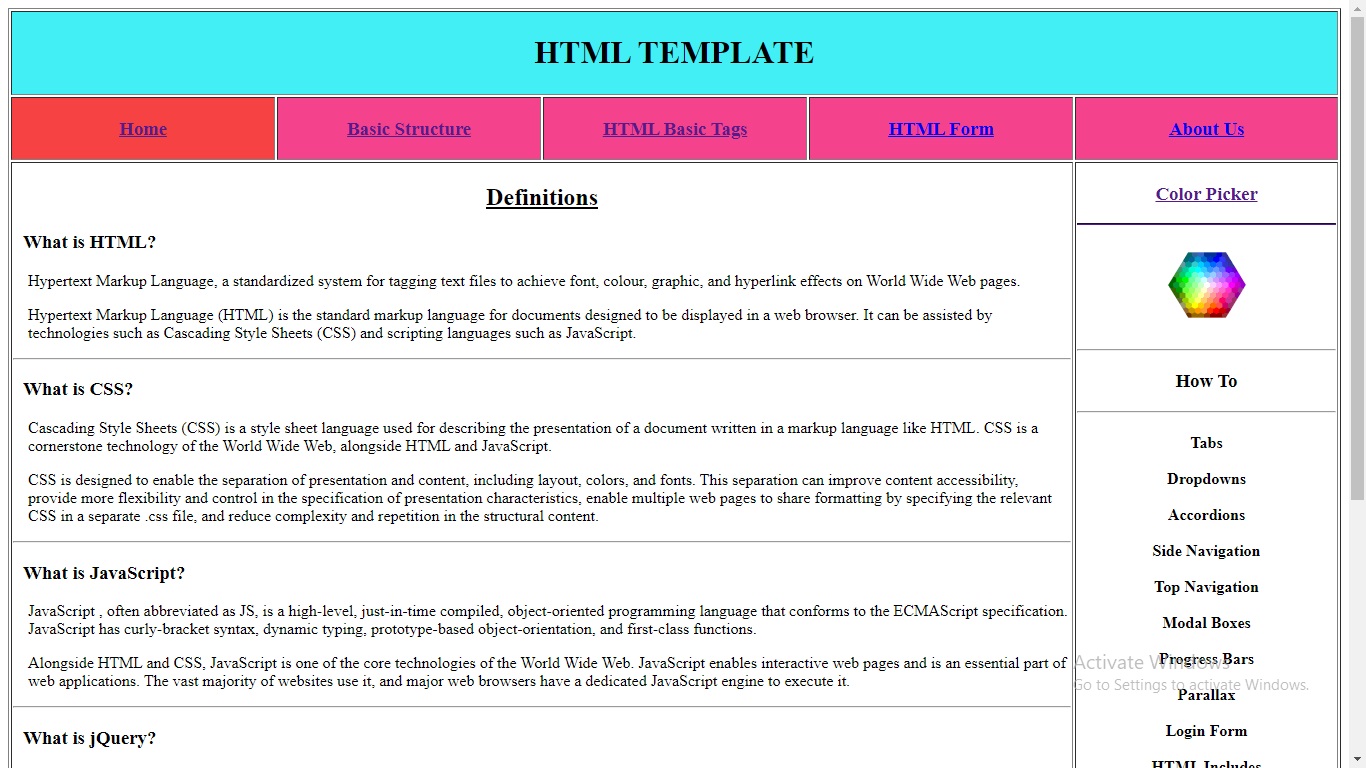 HTML TEMPLATE
Home
Basic Structure
HTML Basic Tags
HTML Form
About Us
Definitions
What is HTML?
Hypertext Markup Language, a standardized system for tagging text files to achieve font, colour, graphic, and hyperlink effects on World Wide Web pages.
Hypertext Markup Language (HTML) is the standard markup language for documents designed to be displayed in a web browser. It can be assisted by
technologies such as Cascading Style Sheets (CSS) and scripting languages such as JavaScript.
What is CSS?
Cascading Style Sheets (CSS) is a style sheet language used for describing the presentation of a document written in a markup language like HTML. CSS is a
cornerstone technology of the World Wide Web, alongside HTML and JavaScript.
CSS is designed to enable the separation of presentation and content, including layout, colors, and fonts. This separation can improve content accessibility,
provide more flexibility and control in the specification of presentation characteristics, enable multiple web pages to share formatting by specifying the relevant
CSS in a separate .css file, and reduce complexity and repetition in the structural content.
What is JavaScript?
JavaScript , often abbreviated as JS, is a high-level, just-in-time compiled, object-oriented programming language that conforms to the ECMAScript specification.
JavaScript has curly-bracket syntax, dynamic typing, prototype-based object-orientation, and first-class functions.
Alongside HTML and CSS, JavaScript is one of the core technologies of the World Wide Web. JavaScript enables interactive web pages and is an essential part of
web applications. The vast majority of websites use it, and major web browsers have a dedicated JavaScript engine to execute it.
What is jQuery?
Color Picker
How To
Tabs
Dropdowns
Accordions
Side Navigation
Top Navigation
Modal Boxes
Progress Bars
Parallax
Login Form
HTML Includes
Activate Windows
Go to Settings to activate Windows.